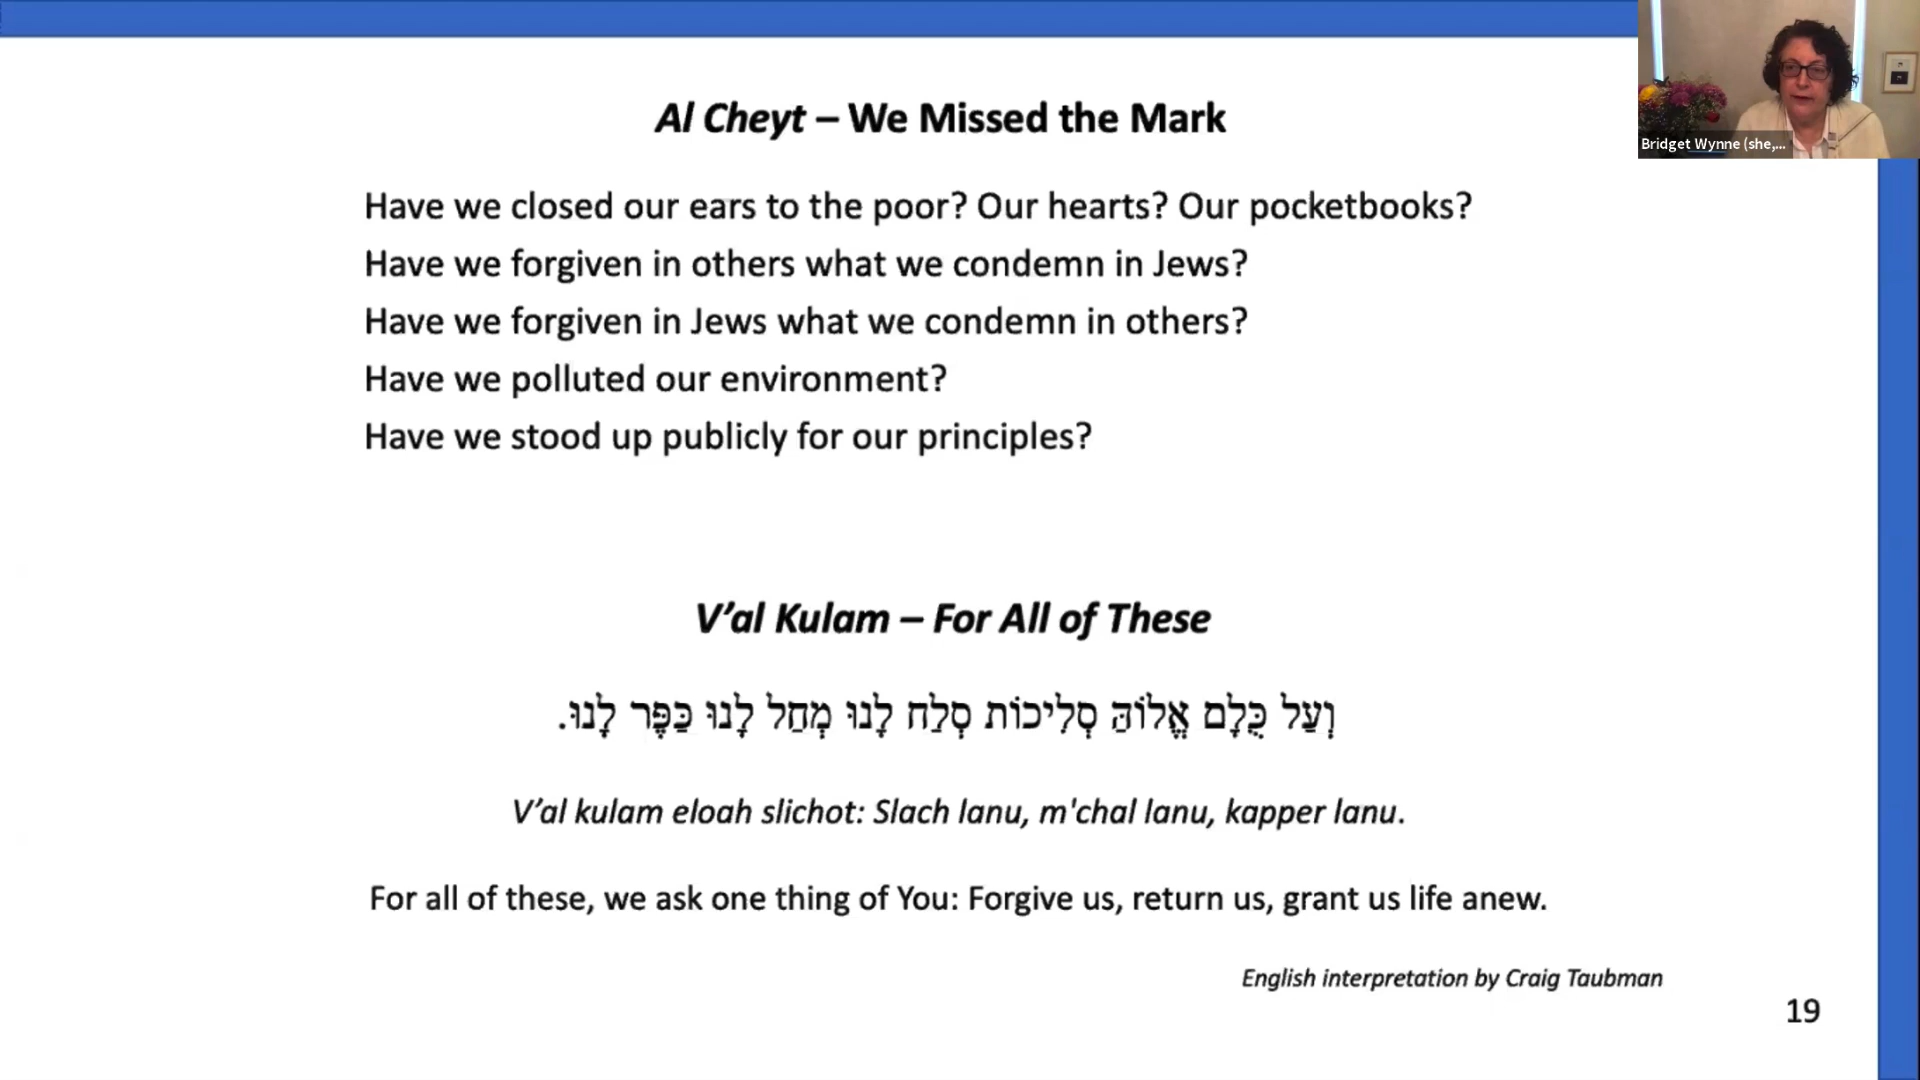 Al Cheyt – We Missed the Mark
Have we closed our ears to the poor? Our hearts? Our pocketbooks?
Have we forgiven in others what we condemn in Jews?
Have we forgiven in Jews what we condemn in others?
Have we polluted our environment?
Have we stood up publicly for our principles?
V’al Kulam – For All of These
וְעַל כֻּלָם אֱלוֹהַּ סְלִיכוֹת סְלַח לָנוּ מְחַל לָנוּ כַּפֶּר לָנוּ.
V’al kulam eloah slichot: Slach lanu, m'chal lanu, kapper lanu.
For all of these, we ask one thing of You: Forgive us, return us, grant us life anew.
English interpretation by Craig Taubman
19
Bridget Wynne (she,...